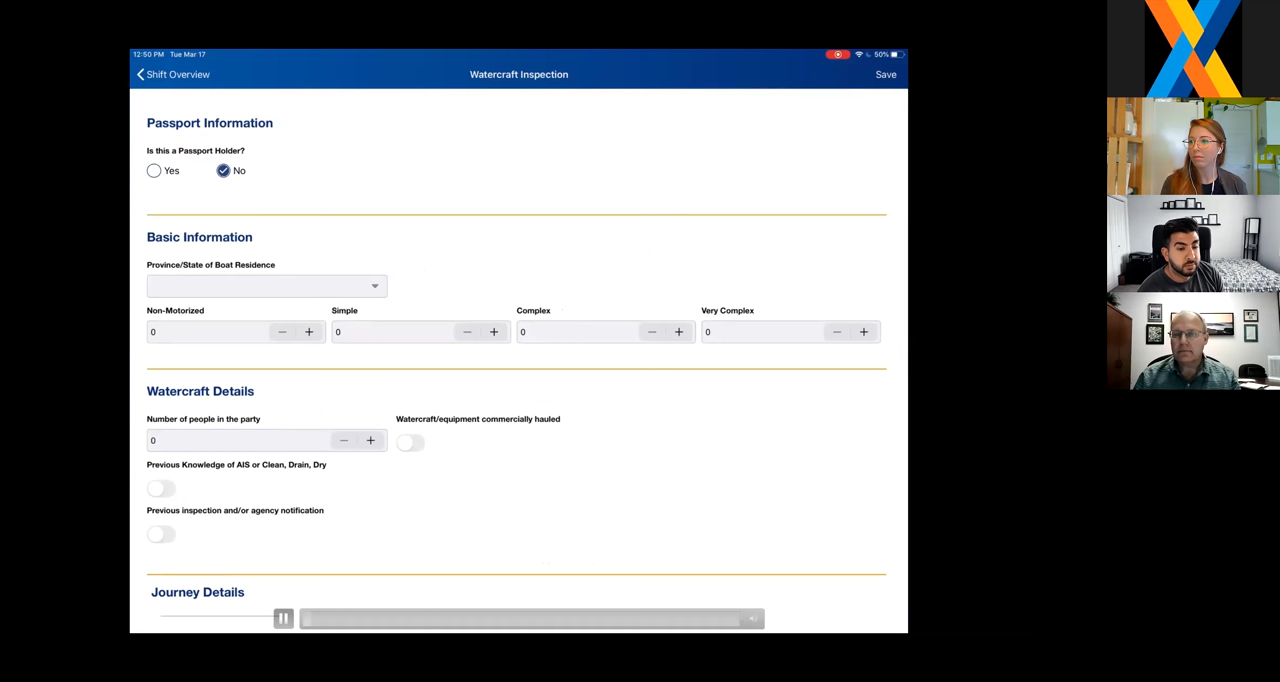 12:50 PM Tue Mar 17
50%
Shift Overview
Watercraft Inspection
Save
Passport Information
Is this a Passport Holder?
Yes
No
Basic Information
Province/State of Boat Residence
Non-Motorized
Simple
Complex
Very Complex
0
0
0
0
Watercraft Details
Number of people in the party
Watercraft/equipment commercially hauled
0
Previous Knowledge of AIS or Clean, Drain, Dry
Previous inspection and/or agency notification
Journey Details